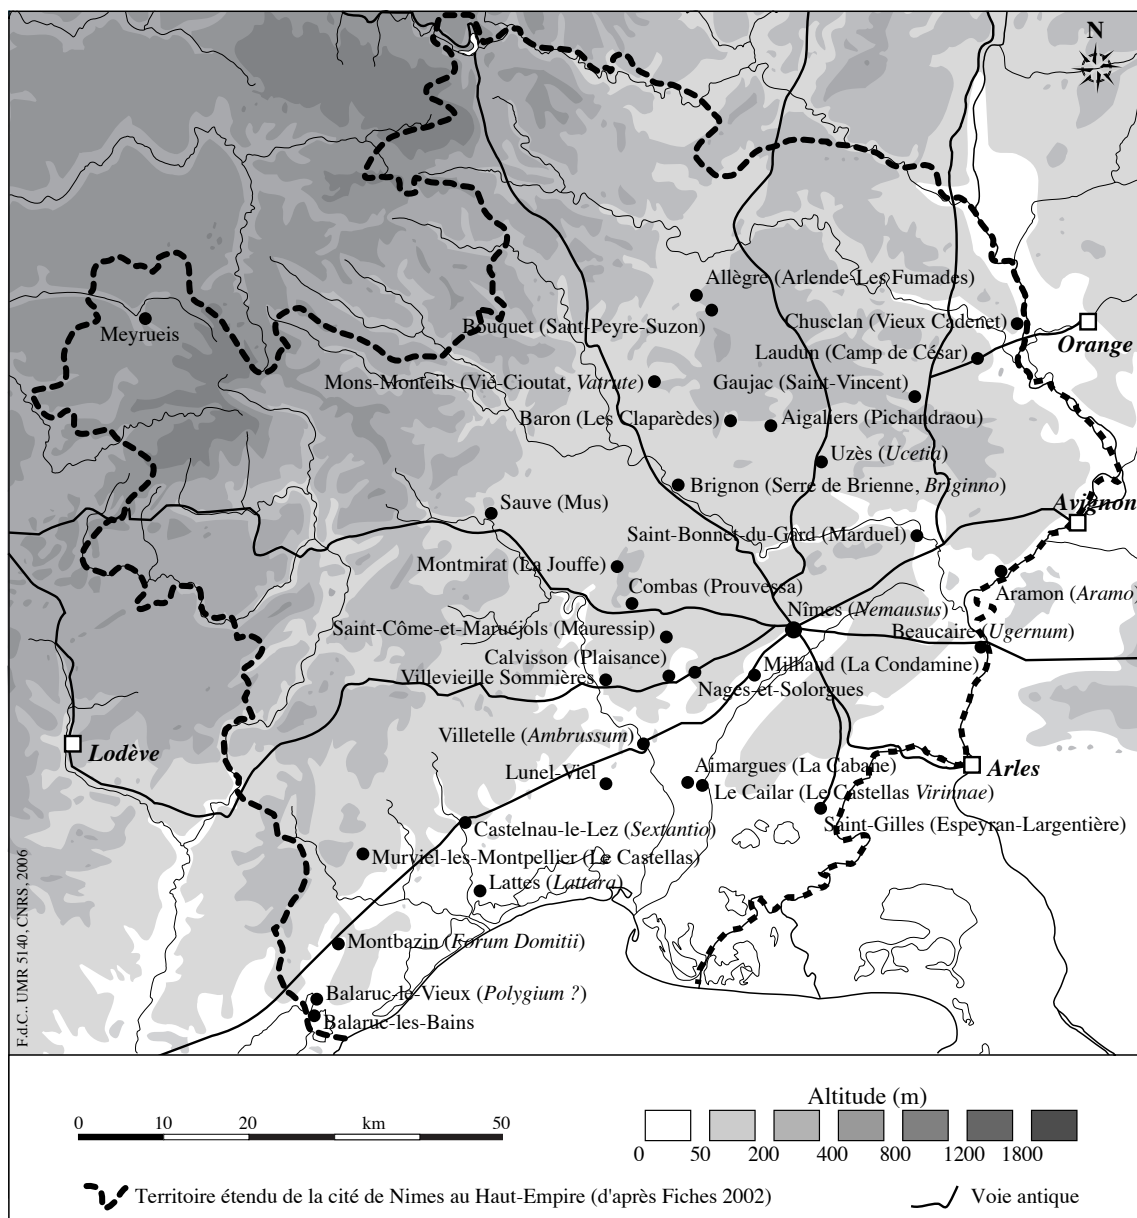 N
Allègre (Arlende-Les Fumades)
Bouquet (Sant-Peyre-Suzon)
Chusclan (Vieux Cadenet)
Meyrueis
Orange
Laudun (Camp de César)
Mons-Monteils (Vié-Cioutat, Vatrute)
Gaujac (Saint-Vincent)
Baron (Les Claparèdes)
Aigaliers (Pichandraou)
Uzès (Ucetia)
Brignon (Serre de Brienne, Briginno)
Sauve (Mus)
Avignon
Saint-Bonnet-du-Gard (Marduel)
Montmirat (La Jouffe)
Combas (Prouvessa)
Aramon (Aramo)
Nîmes (Nemausus)
Saint-Côme-et-Maruéjols (Mauressip)
Beaucaire (Ugernum)
Calvisson (Plaisance)
Milhaud (La Condamine)
Villevieille Sommières
Nages-et-Solorgues
Villetelle (Ambrussum)
Lodève
Lunel-Viel
Aimargues (La Cabane)
Arles
Le Cailar (Le Castellas Virinnae)
Castelnau-le-Lez (Sextantio)
Saint-Gilles (Espeyran-Largentière)
Murviel-les-Montpellier (Le Castellas)
Lattes (Lattara)
Montbazin (Forum Domitii)
Balaruc-le-Vieux (Polygium ?)
Balaruc-les-Bains
F.d.C.. UMR 5140, CNRS, 2006
Altitude (m)
0 10 20 km 50
0 50 200 400 800 1200 1800
Territoire étendu de la cité de Nimes au Haut-Empire (d'après Fiches 2002)
Voie antique